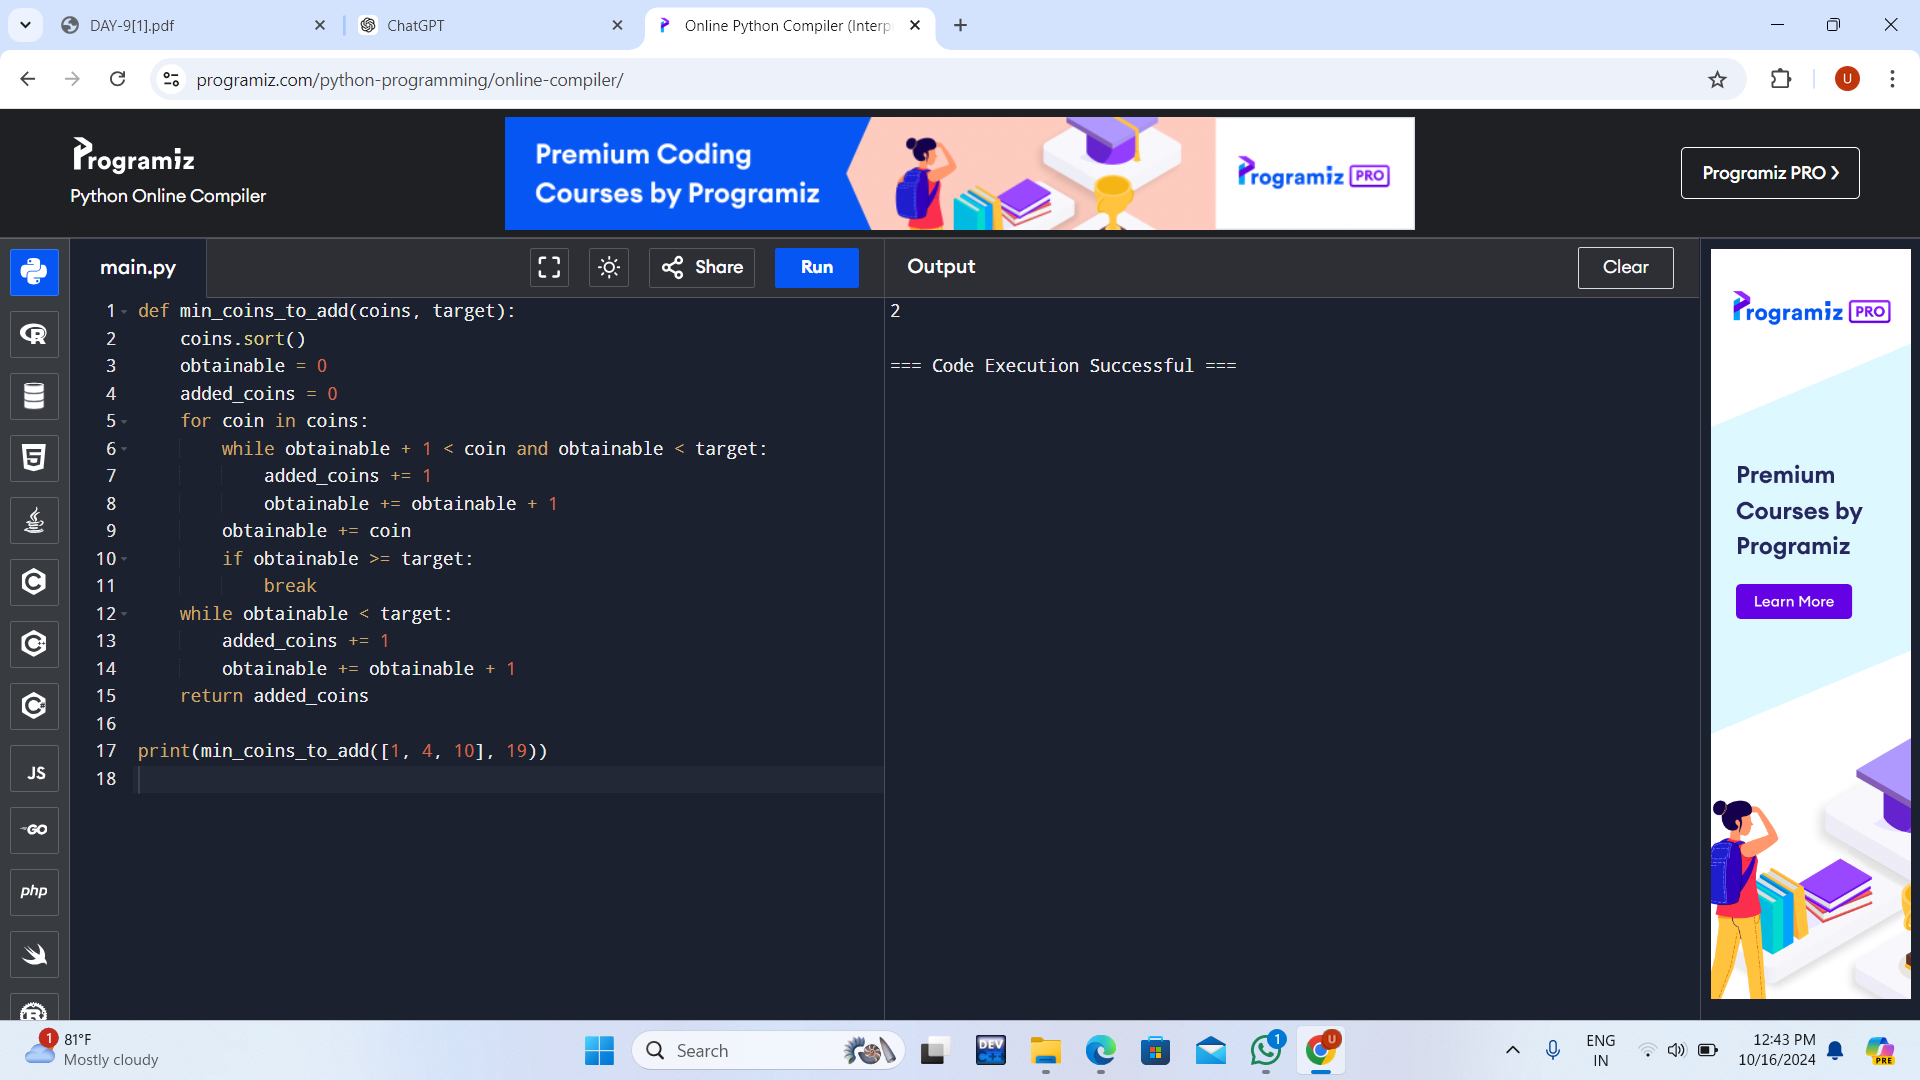 DAY-9[1].pdf
ChatGPT
Online Python Compiler (Interp
programiz.com/python-programming/online-compiler/
U
Programiz
Python Online Compiler
Premium Coding
Courses by Programiz
Programiz PRO
Programiz PRO >
main.py
Share
Run
Output
Clear
1 def min_coins_to_add(coins, target):
2     coins.sort()
3     obtainable = 0
4     added_coins = 0
5     for coin in coins:
6         while obtainable + 1 < coin and obtainable < target:
7             added_coins += 1
8             obtainable += obtainable + 1
9         obtainable += coin
10         if obtainable >= target:
11             break
12     while obtainable < target:
13         added_coins += 1
14         obtainable += obtainable + 1
15     return added_coins
16
17 print(min_coins_to_add([1, 4, 10], 19))
18
2
=== Code Execution Successful ===
R
5
C
C
C
JS
GO
php
R
Programiz PRO
Premium
Courses by
Programiz
Learn More
1
81°F
Mostly cloudy
Search
DEV
C++
1
U
ENG
IN
12:43 PM
10/16/2024
PRE